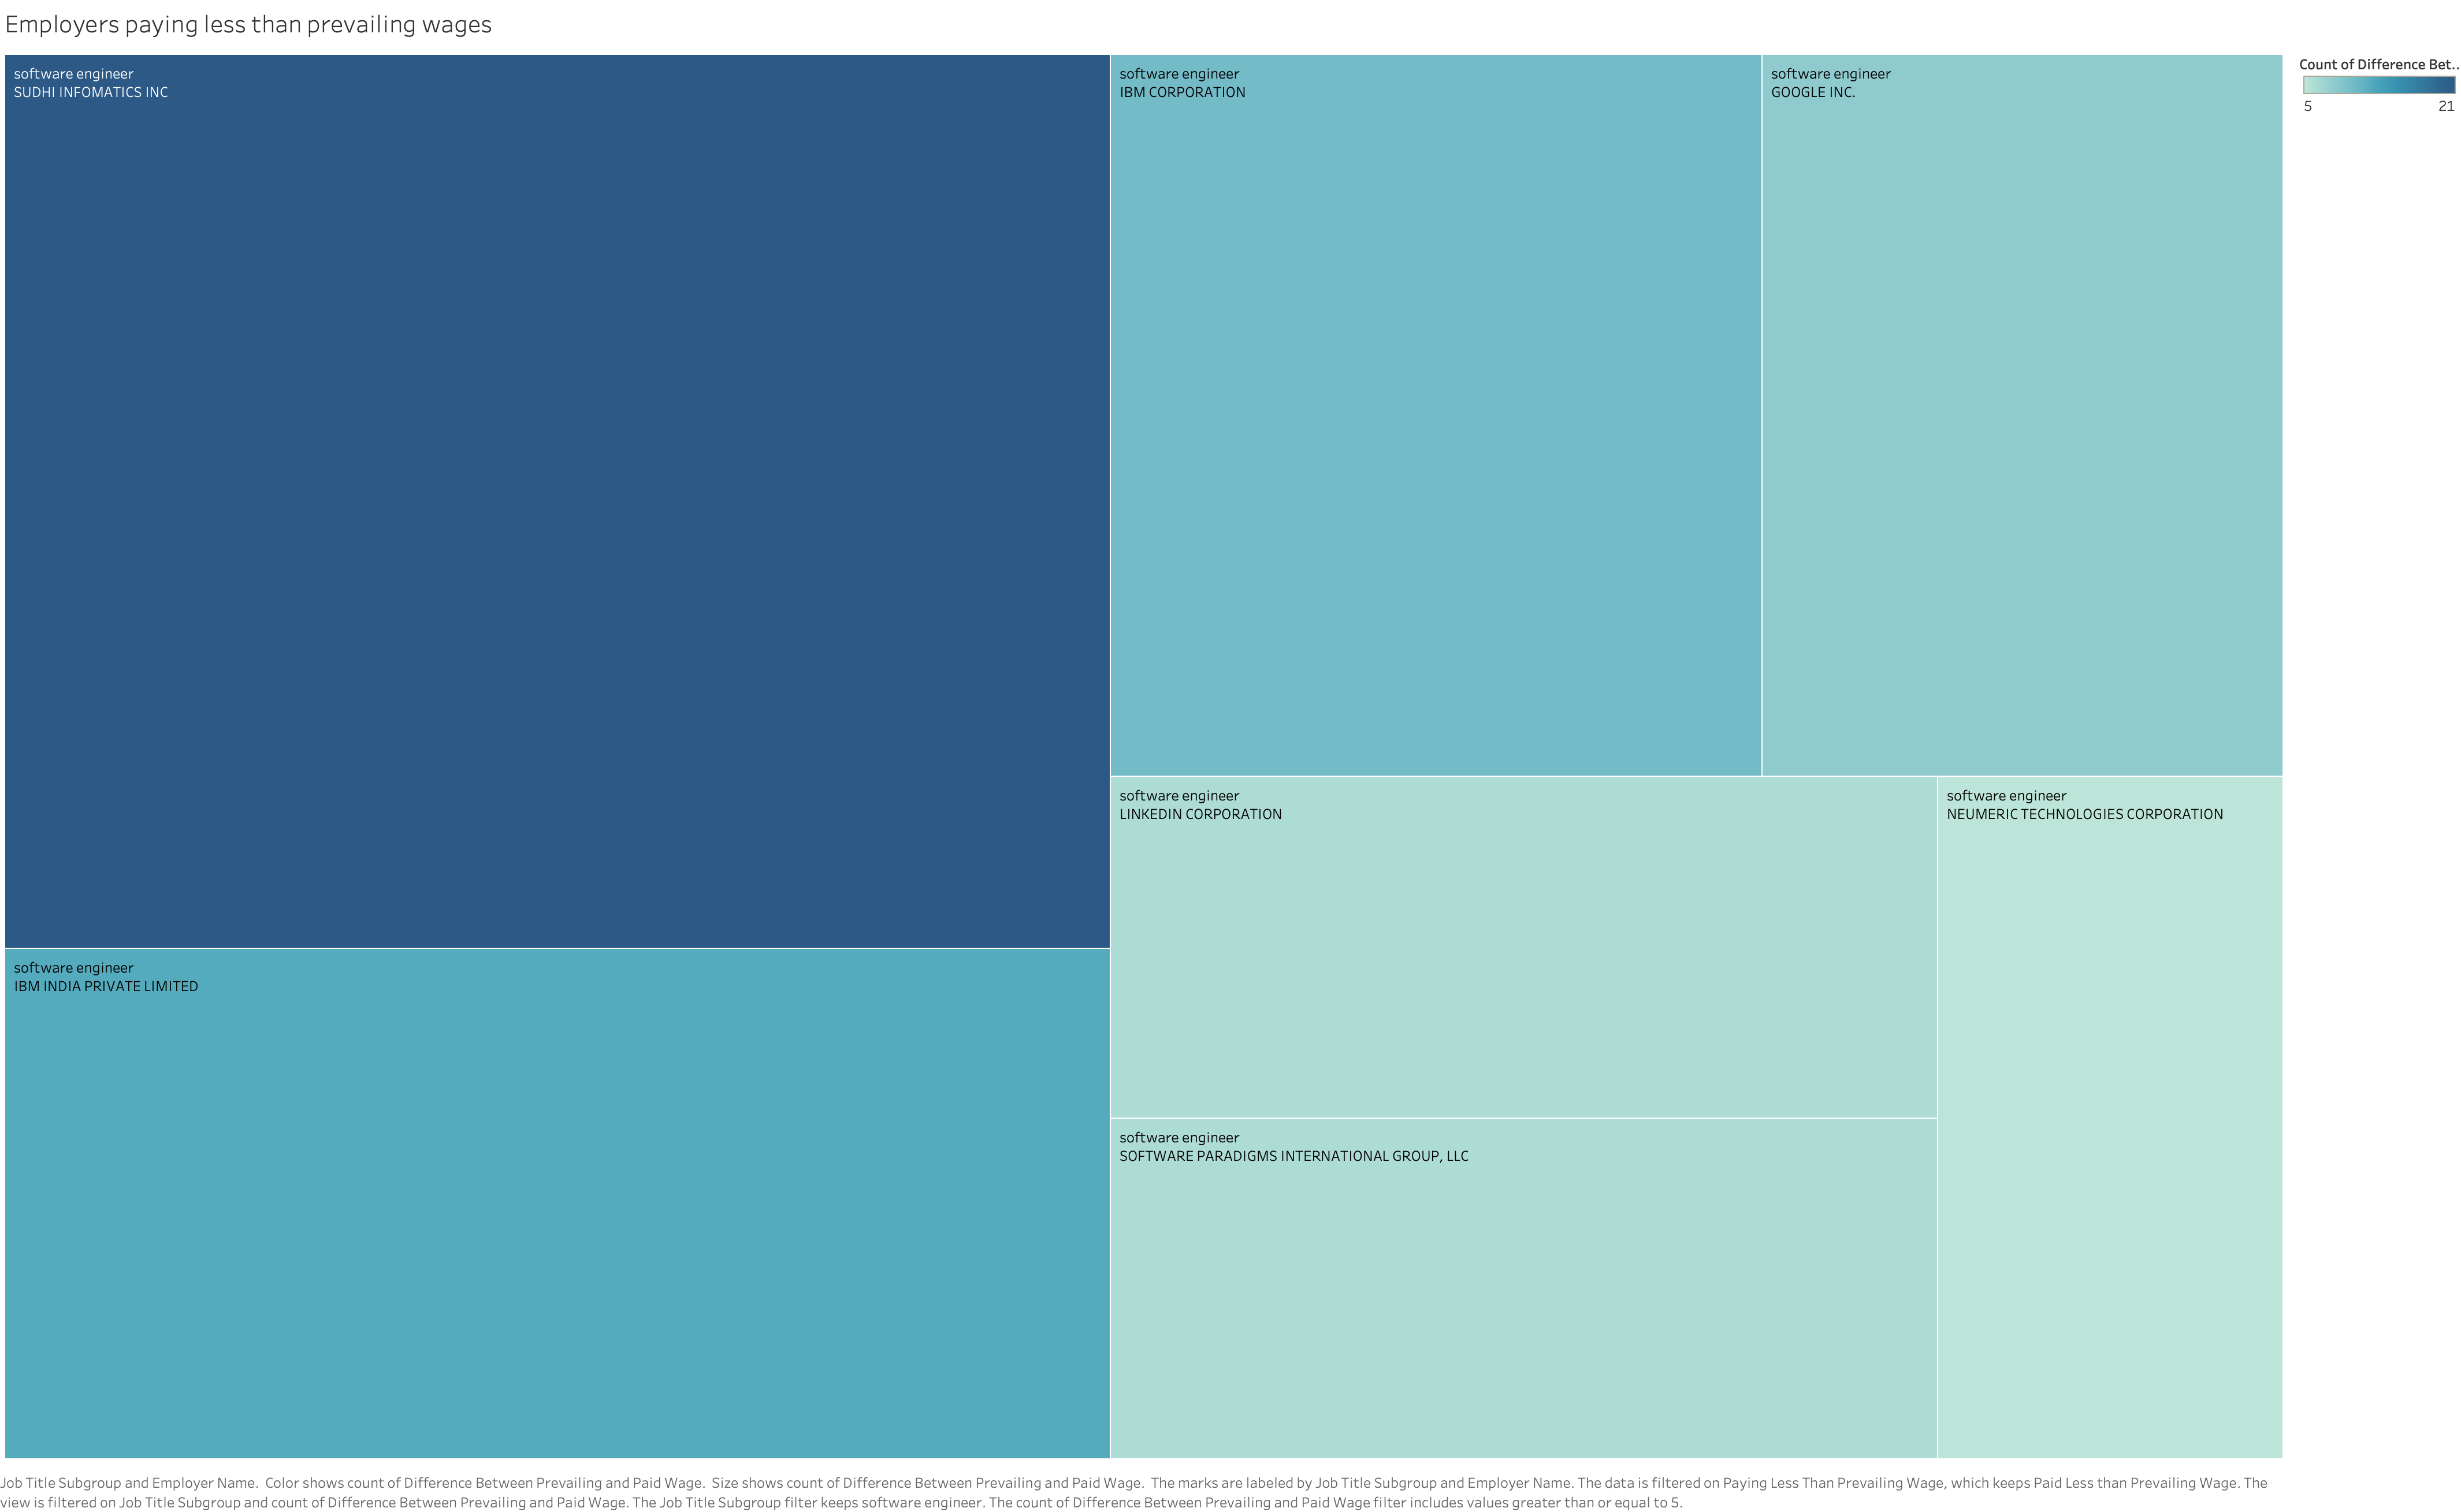 Employers paying less than prevailing wages
software engineer
SUDHI INFOMATICS INC
software engineer
IBM CORPORATION
software engineer
GOOGLE INC.
Count of Difference Bet..
5
21
software engineer
LINKEDIN CORPORATION
software engineer
NEUMERIC TECHNOLOGIES CORPORATION
software engineer
IBM INDIA PRIVATE LIMITED
software engineer
SOFTWARE PARADIGMS INTERNATIONAL GROUP, LLC
Job Title Subgroup and Employer Name.  Color shows count of Difference Between Prevailing and Paid Wage.  Size shows count of Difference Between Prevailing and Paid Wage.  The marks are labeled by Job Title Subgroup and Employer Name. The data is filtered on Paying Less Than Prevailing Wage, which keeps Paid Less than Prevailing Wage. The
view is filtered on Job Title Subgroup and count of Difference Between Prevailing and Paid Wage. The Job Title Subgroup filter keeps software engineer. The count of Difference Between Prevailing and Paid Wage filter includes values greater than or equal to 5.